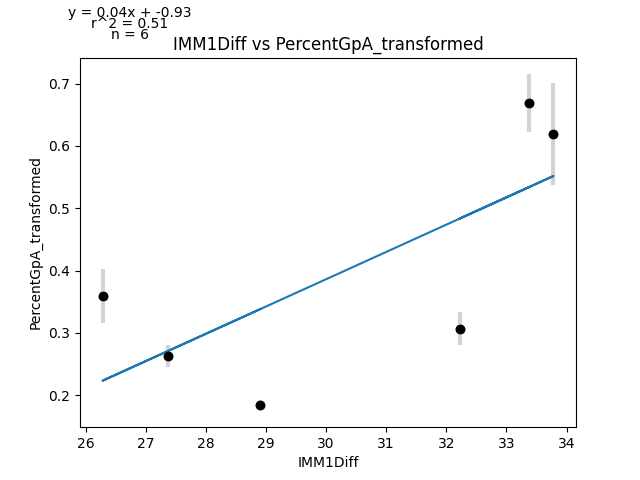 y = 0.04x + -0.93
r^2 = 0.51
n = 6
IMM1Diff vs PercentGpA_transformed
PercentGpA_transformed
0.7
0.6
0.5
0.4
0.3
0.2
26 27 28 29 30 31 32 33 34
IMM1Diff